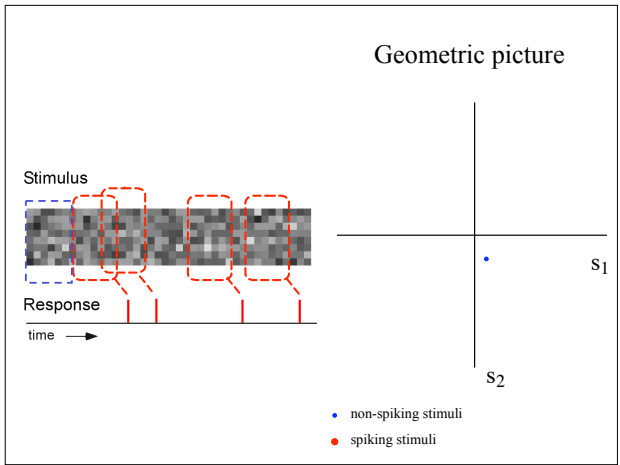 Geometric picture
Stimulus
Response
time
s1
s2
non-spiking stimuli
spiking stimuli